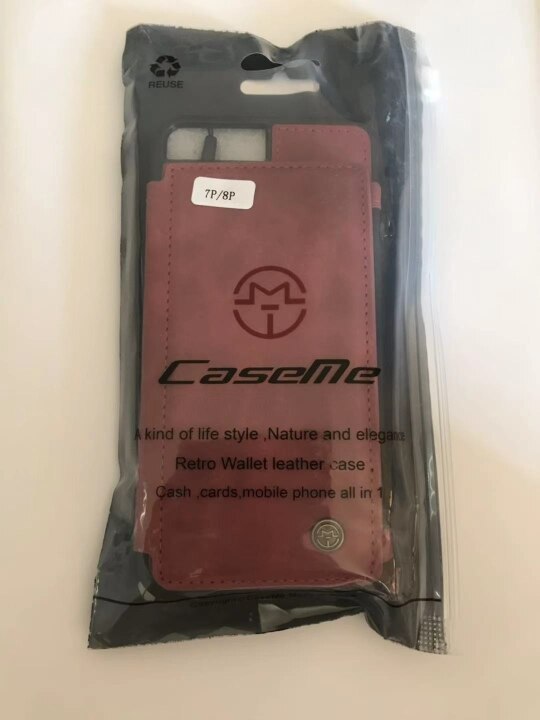 REUSE
7P/8P
CaseMe
A kind of life style ,Nature and elegance
Retro Wallet leather case ,
Cash ,cards,mobile phone all in 1